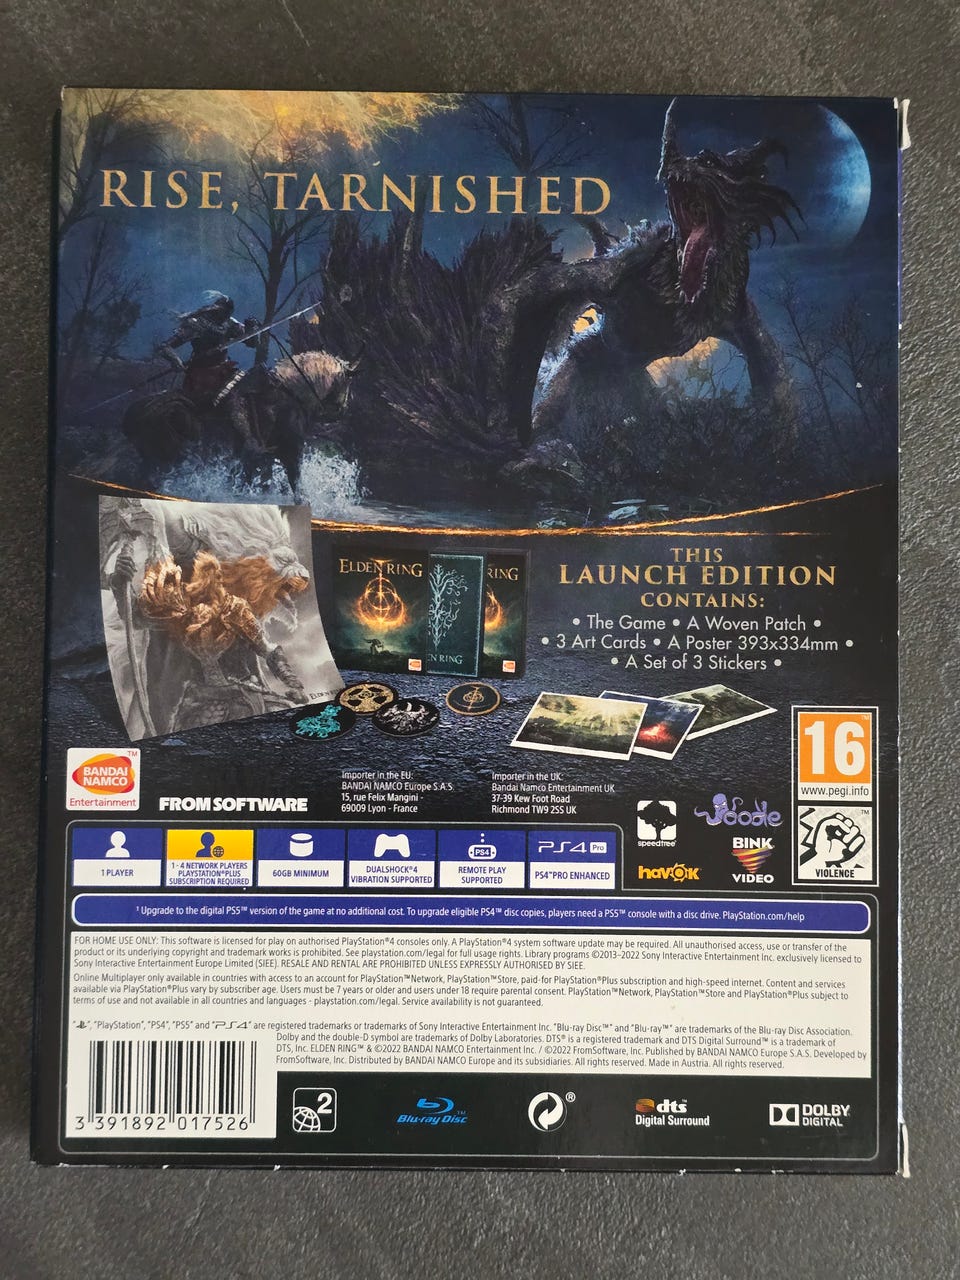 RISE, TARNISHED
ELDEN RING
RING
EN RING
THIS
LAUNCH EDITION
CONTAINS:
• The Game • A Woven Patch •
• 3 Art Cards • A Poster 393x334mm •
• A Set of 3 Stickers •
16™
www.pegi.info
™
VIOLENCE
™
BANDAI
NAMCO
Entertainment
FROMSOFTWARE
Importer in the EU:
BANDAI NAMCO Europe S.A.S.
15, rue Felix Mangini -
69009 Lyon - France
Importer in the UK:
Bandai Namco Entertainment UK
37-39 Kew Foot Road
Richmond TW9 2SS UK
speedtree®
oodle
havok
BINK
VIDEO
1 PLAYER
1 - 4 NETWORK PLAYERS
PLAYSTATION®PLUS
SUBSCRIPTION REQUIRED
60GB MINIMUM
DUALSHOCK®4
VIBRATION SUPPORTED
PS4
REMOTE PLAY
SUPPORTED
PS4 Pro
PS4™PRO ENHANCED
¹ Upgrade to the digital PS5™ version of the game at no additional cost. To upgrade eligible PS4™ disc copies, players need a PS5™ console with a disc drive. PlayStation.com/help
FOR HOME USE ONLY: This software is licensed for play on authorised PlayStation®4 consoles only. A PlayStation®4 system software update may be required. All unauthorised access, use or transfer of the
product or its underlying copyright and trademark works is prohibited. See playstation.com/legal for full usage rights. Library programs ©2013–2022 Sony Interactive Entertainment Inc. exclusively licensed to
Sony Interactive Entertainment Europe Limited (SIEE). RESALE AND RENTAL ARE PROHIBITED UNLESS EXPRESSLY AUTHORISED BY SIEE.
Online Multiplayer only available in countries with access to an account for PlayStation™Network, PlayStation™Store, paid-for PlayStation®Plus subscription and high-speed internet. Content and services
available via PlayStation®Plus vary by subscriber age. Users must be 7 years or older and users under 18 require parental consent. PlayStation™Network, PlayStation™Store and PlayStation®Plus subject to
terms of use and not available in all countries and languages - playstation.com/legal. Service availability is not guaranteed.
" ", "PlayStation", "PS4", "PS5" and "PS4" are registered trademarks or trademarks of Sony Interactive Entertainment Inc. "Blu-ray Disc™" and "Blu-ray™" are trademarks of the Blu-ray Disc Association.
Dolby and the double-D symbol are trademarks of Dolby Laboratories. DTS® is a registered trademark and DTS Digital Surround™ is a trademark of
DTS, Inc. ELDEN RING™ & ©2022 BANDAI NAMCO Entertainment Inc. / ©2022 FromSoftware, Inc. Published by BANDAI NAMCO Europe S.A.S. Developed by
FromSoftware, Inc. Distributed by BANDAI NAMCO Europe and its subsidiaries. All rights reserved. Made in Austria. All rights reserved.
3 391892 017526
2
Blu-ray Disc™
®
dts
Digital Surround
DOLBY
DIGITAL